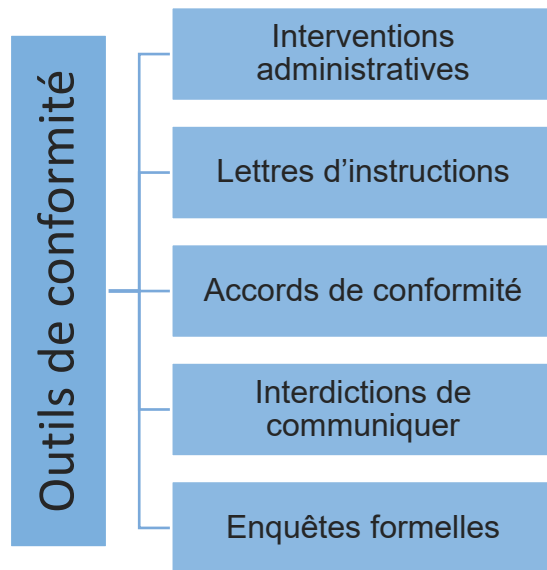 Outils de conformité
Interventions
administratives
Lettres d’instructions
Accords de conformité
Interdictions de
communiquer
Enquêtes formelles